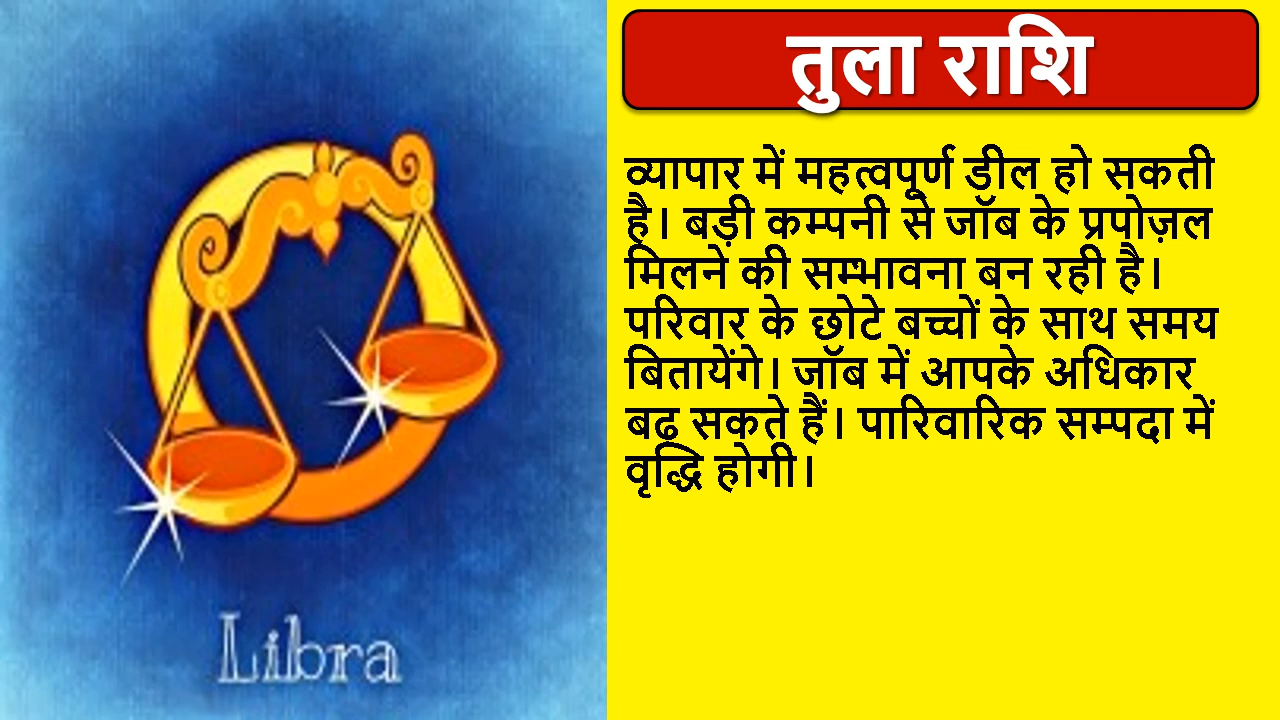 तुला राशि
व्यापार में महत्वपूर्ण डील हो सकती
है। बड़ी कम्पनी से जॉब के प्रपोज़ल
मिलने की सम्भावना बन रही है।
परिवार के छोटे बच्चों के साथ समय
बितायेंगे। जॉब में आपके अधिकार
बढ सकते हैं। पारिवारिक सम्पदा में
वृद्धि होगी।
Libra